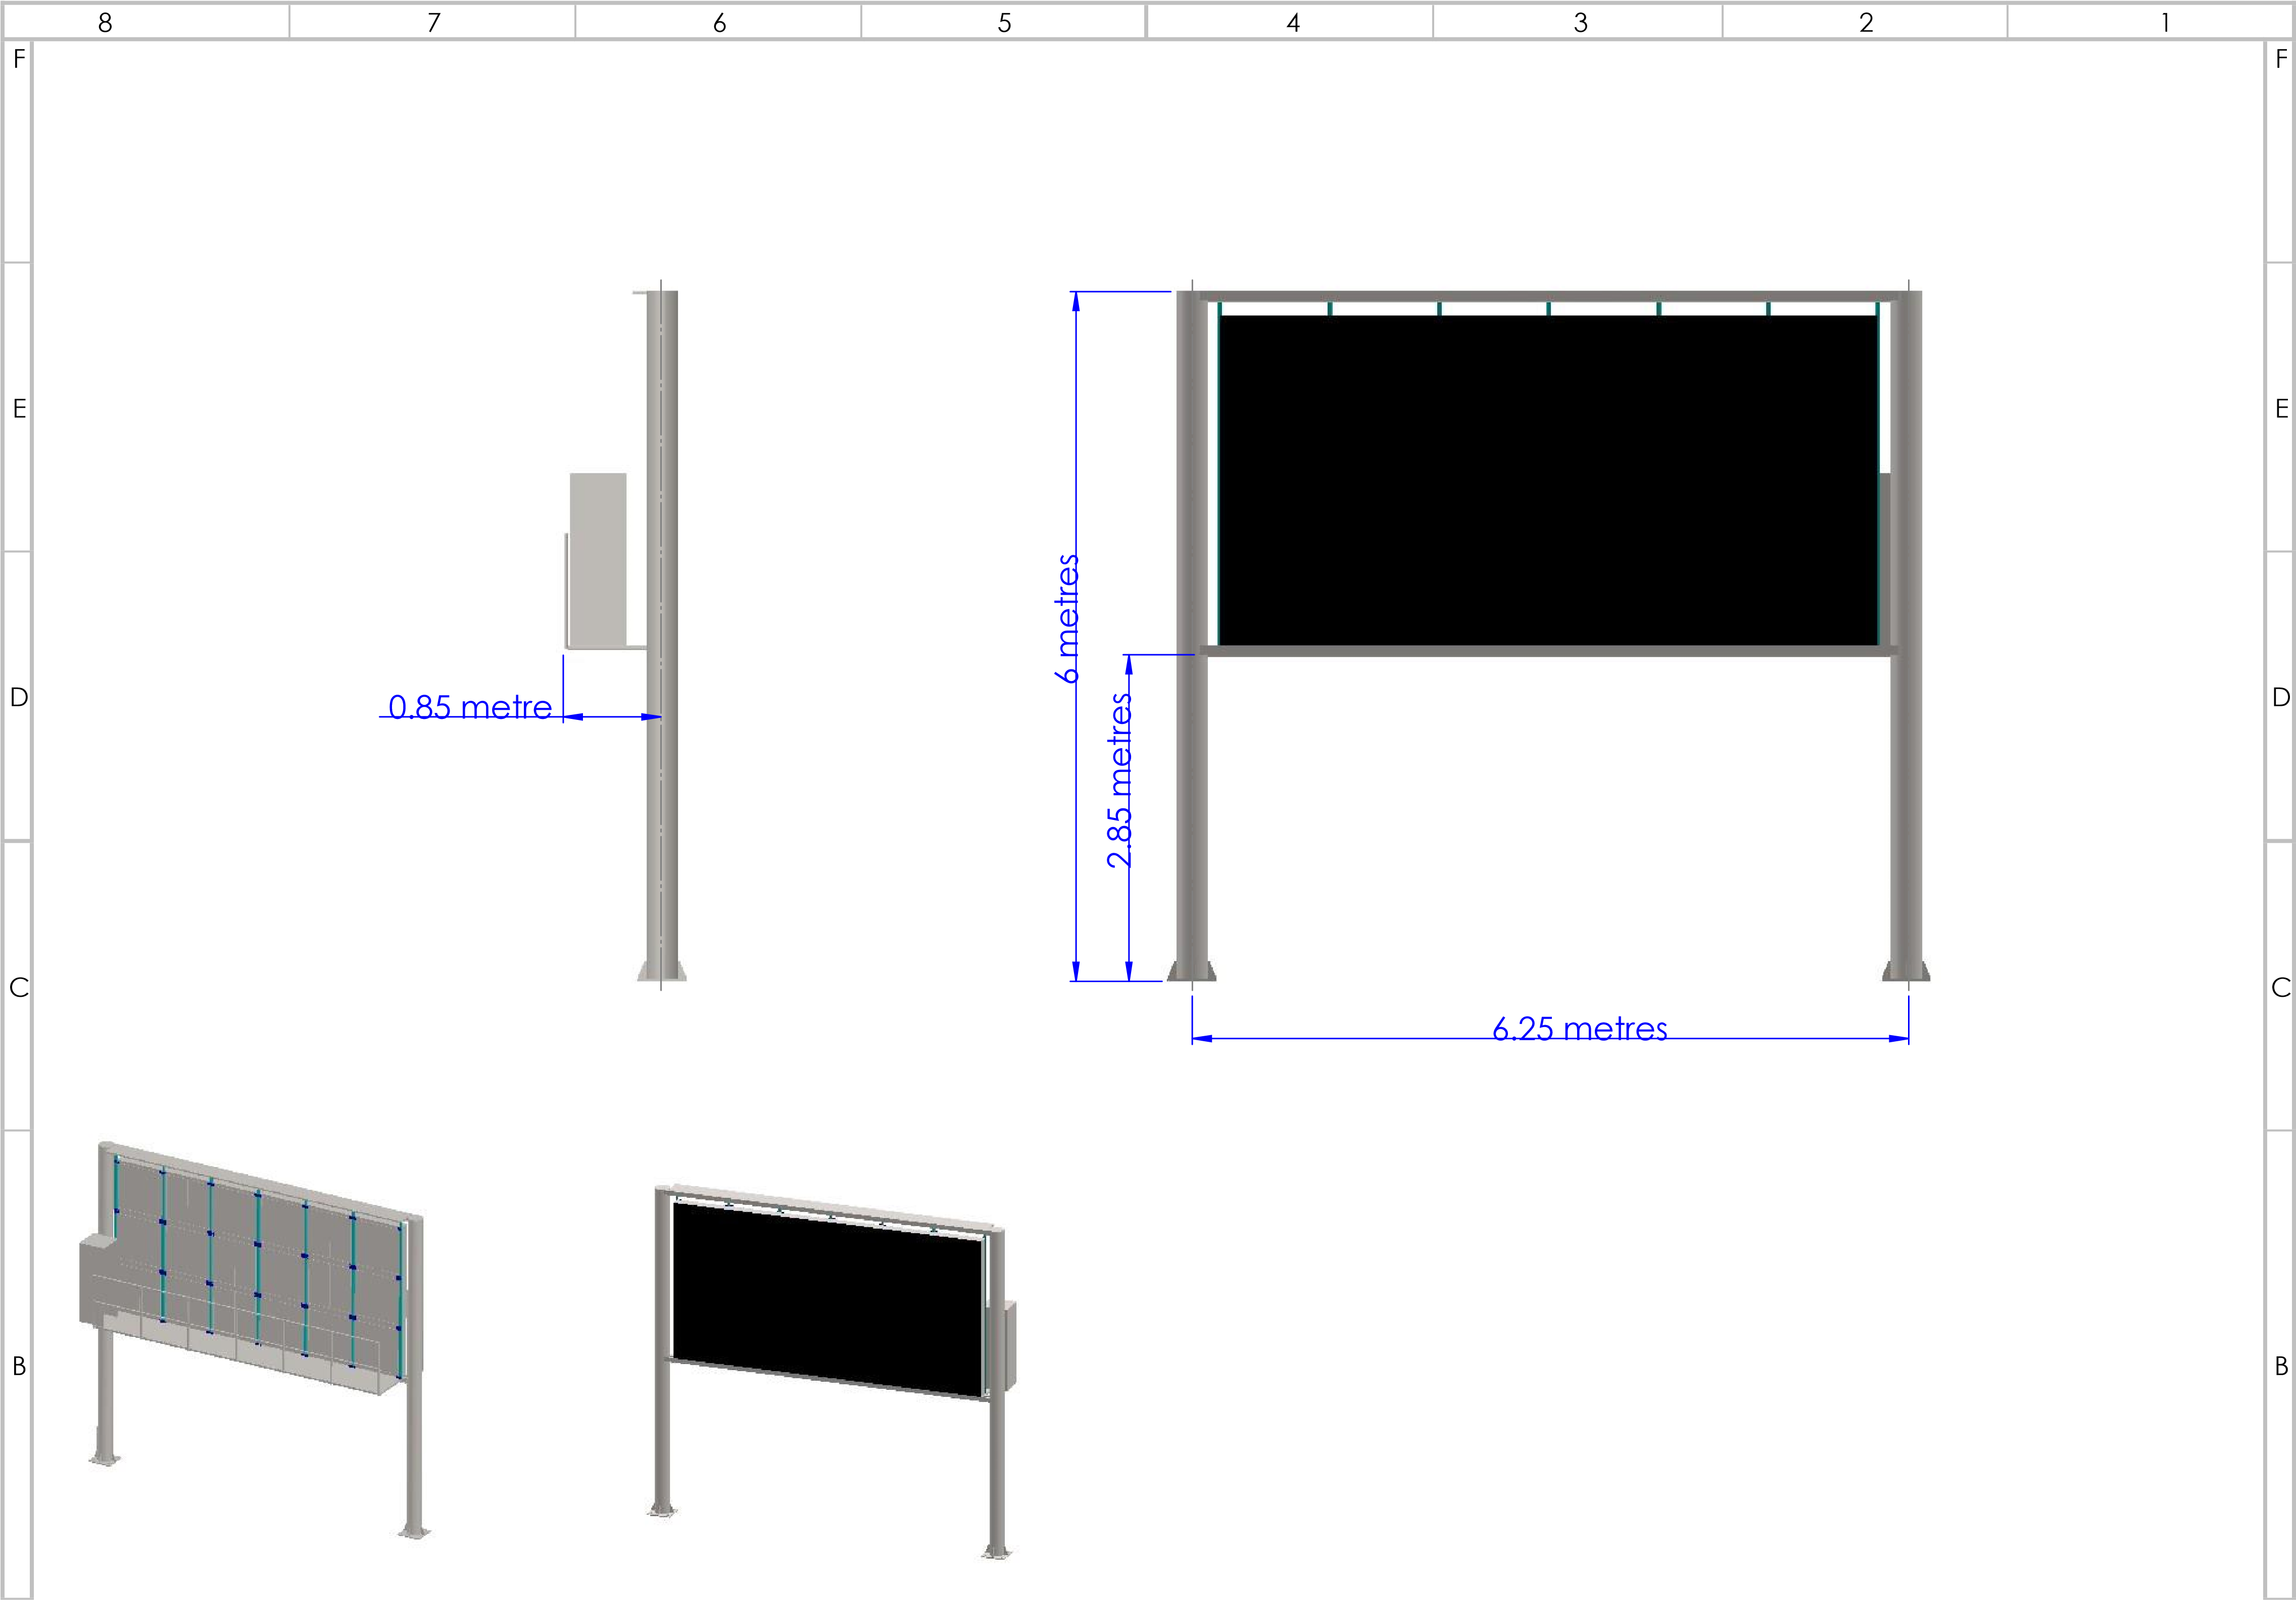 8 7 6 5 4 3 2 1
F F
E E
6 metres
D D
0.85 metre
2.85 metres
C C
6.25 metres
B B